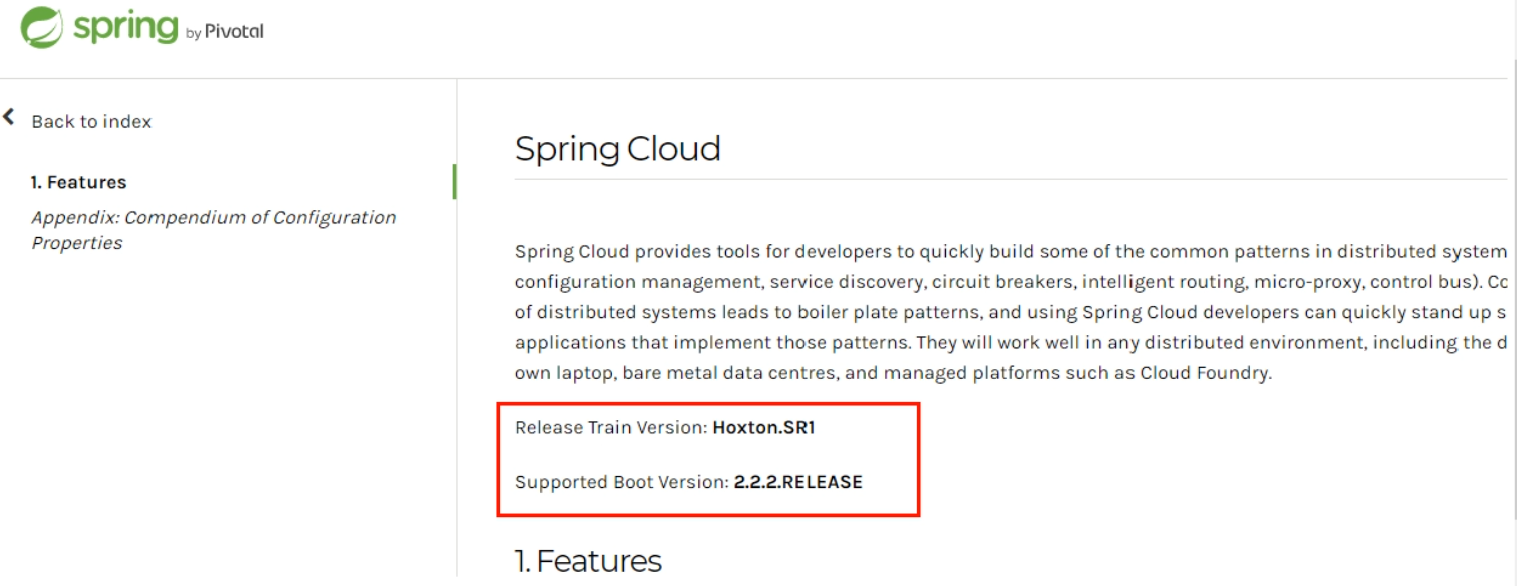 spring by Pivotal
Back to index
1. Features
Appendix: Compendium of Configuration
Properties
Spring Cloud
Spring Cloud provides tools for developers to quickly build some of the common patterns in distributed system
configuration management, service discovery, circuit breakers, intelligent routing, micro-proxy, control bus). Co
of distributed systems leads to boiler plate patterns, and using Spring Cloud developers can quickly stand up s
applications that implement those patterns. They will work well in any distributed environment, including the d
own laptop, bare metal data centres, and managed platforms such as Cloud Foundry.
Release Train Version: Hoxton.SR1
Supported Boot Version: 2.2.2.RELEASE
1. Features